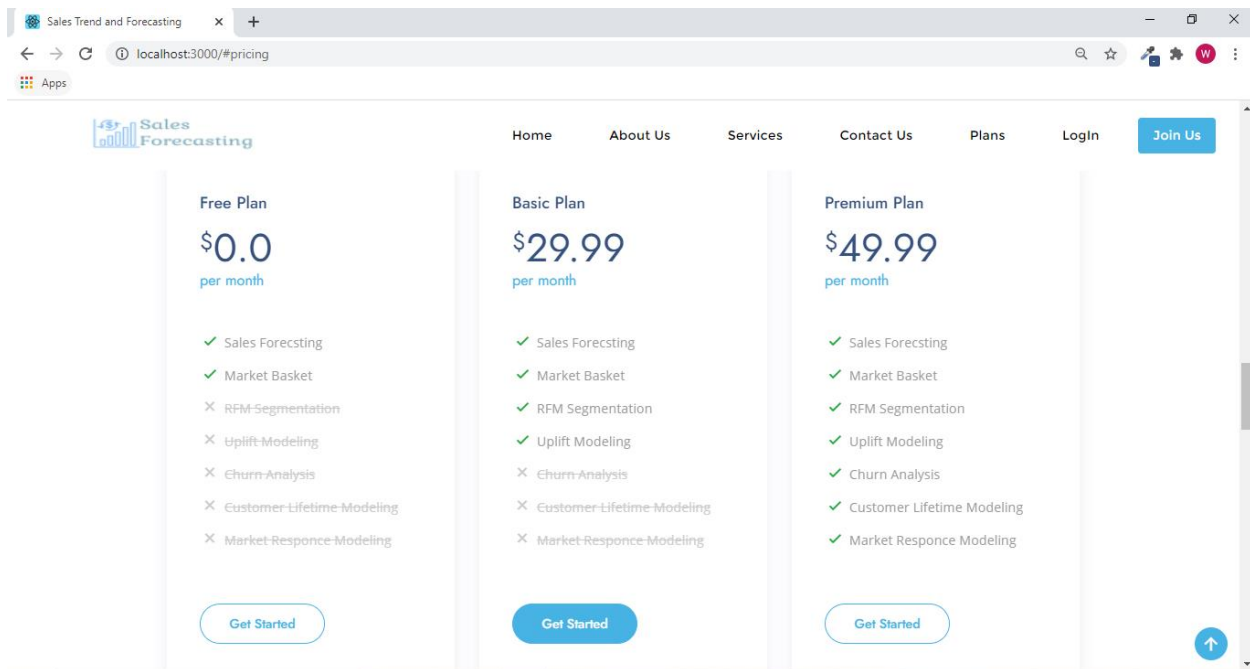 Sales Trend and Forecasting
localhost:3000/#pricing
W
Apps
Sales
Forecasting
Home About Us Services Contact Us Plans LogIn Join Us
Free Plan
$0.0
per month
Sales Forecsting
Market Basket
RFM Segmentation
Uplift Modeling
Churn Analysis
Customer Lifetime Modeling
Market Responce Modeling
Get Started
Basic Plan
$29.99
per month
Sales Forecsting
Market Basket
RFM Segmentation
Uplift Modeling
Churn Analysis
Customer Lifetime Modeling
Market Responce Modeling
Get Started
Premium Plan
$49.99
per month
Sales Forecsting
Market Basket
RFM Segmentation
Uplift Modeling
Churn Analysis
Customer Lifetime Modeling
Market Responce Modeling
Get Started